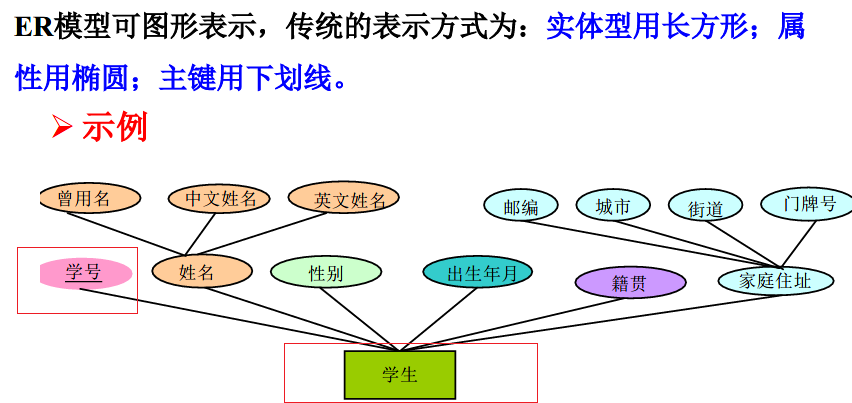 ER模型可图形表示，传统的表示方式为：实体型用长方形；属
性用椭圆；主键用下划线。
➢ 示例
曾用名 中文姓名 英文姓名 邮编 城市 街道 门牌号
学号 姓名 性别 出生年月 籍贯 家庭住址
学生